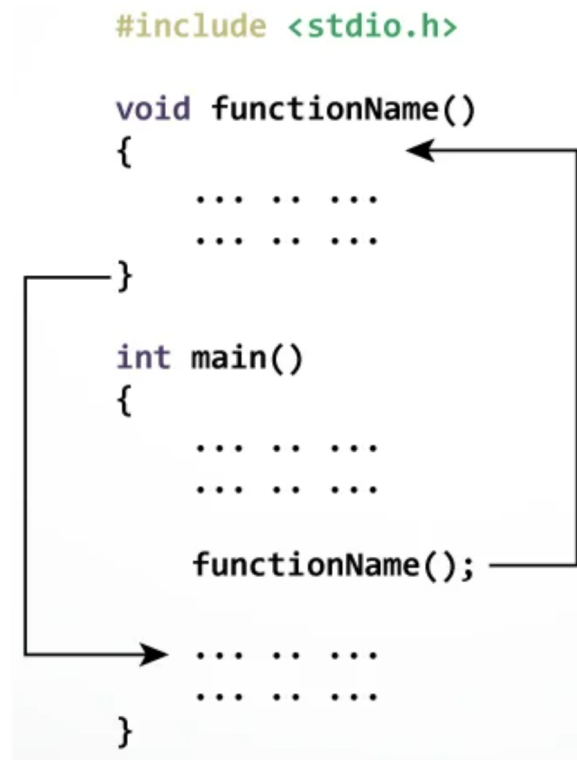 #include <stdio.h>
void functionName()
{
... .. ...
... .. ...
}
int main()
{
... .. ...
... .. ...
functionName();
... .. ...
... .. ...
}